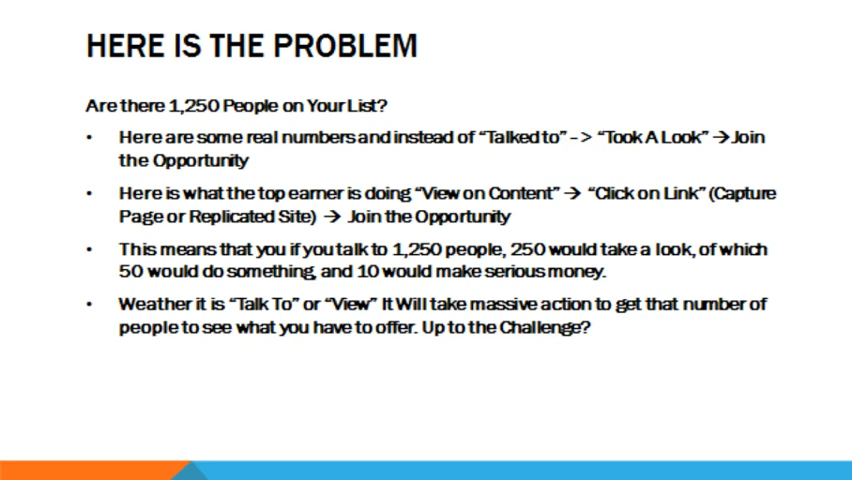 HERE IS THE PROBLEM
Are there 1,250 People on Your List?
• Here are some real numbers and instead of “Talked to” - > “Took A Look” →Join
the Opportunity
• Here is what the top earner is doing “View on Content” → “Click on Link” (Capture
Page or Replicated Site) → Join the Opportunity
• This means that you if you talk to 1,250 people, 250 would take a look, of which
50 would do something, and 10 would make serious money.
• Weather it is “Talk To” or “View” It Will take massive action to get that number of
people to see what you have to offer. Up to the Challenge?